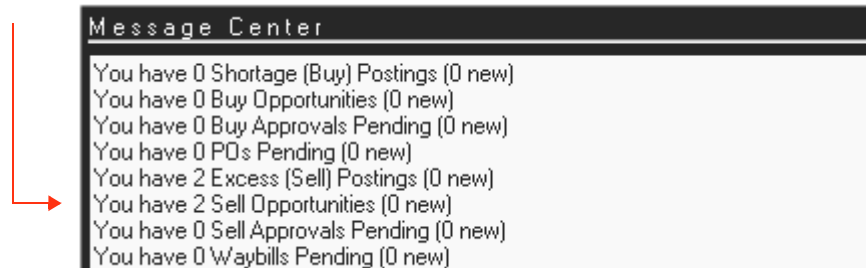 Message Center
You have 0 Shortage (Buy) Postings (0 new)
You have 0 Buy Opportunities (0 new)
You have 0 Buy Approvals Pending (0 new)
You have 0 POs Pending (0 new)
You have 2 Excess (Sell) Postings (0 new)
You have 2 Sell Opportunities (0 new)
You have 0 Sell Approvals Pending (0 new)
You have 0 Waybills Pending (0 new)